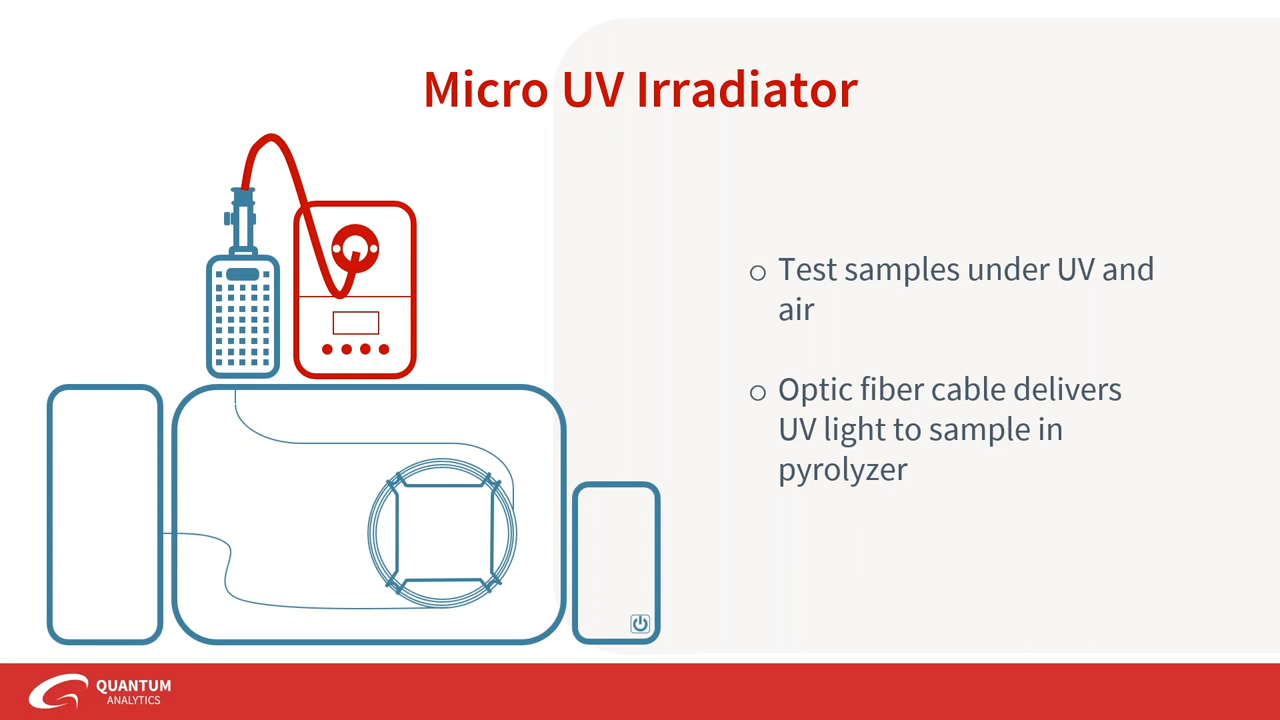 Micro UV Irradiator
○ Test samples under UV and
air
○ Optic fiber cable delivers
UV light to sample in
pyrolyzer
QUANTUM
ANALYTICS